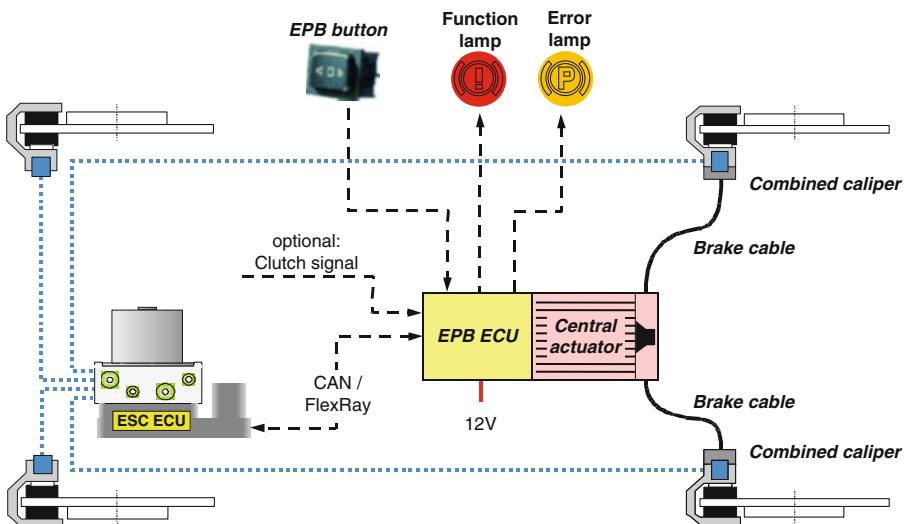 EPB button
Function
lamp
Error
lamp
!
P
Combined caliper
Brake cable
optional:
Clutch signal
EPB ECU
Central
actuator
CAN /
FlexRay
12V
ESC ECU
Brake cable
Combined caliper